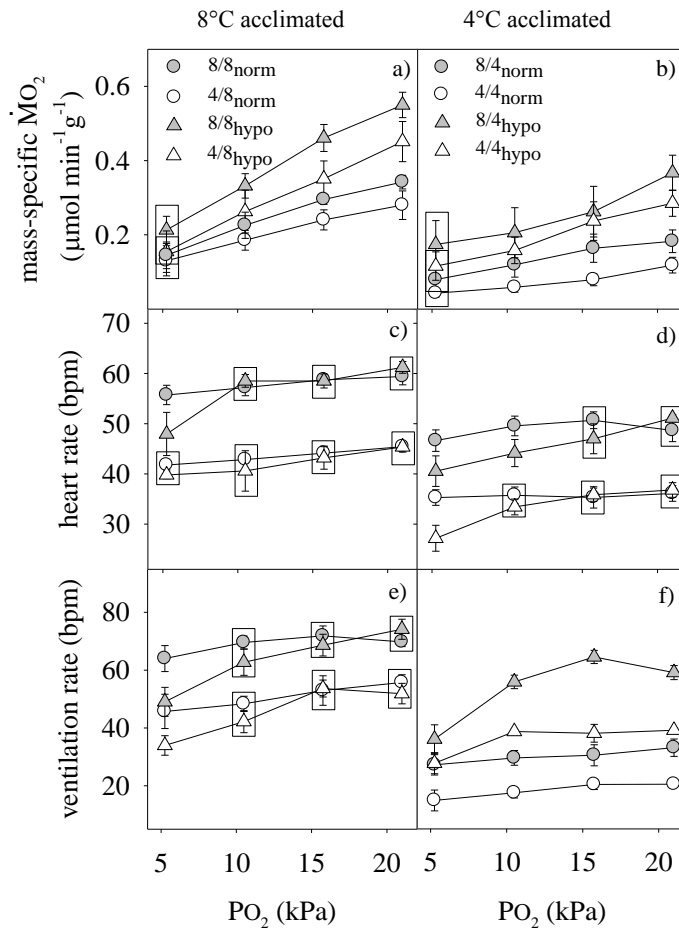 8°C acclimated
4°C acclimated
mass-specific ṀO₂
(µmol min⁻¹g⁻¹)
0.6
0.4
0.2
a)
8/8norm
4/8norm
8/8hypo
4/8hypo
b)
8/4norm
4/4norm
8/4hypo
4/4hypo
heart rate (bpm)
70
60
50
40
30
c)
d)
ventilation rate (bpm)
80
60
40
20
e)
f)
5 10 15 20
5 10 15 20
PO₂ (kPa)
PO₂ (kPa)